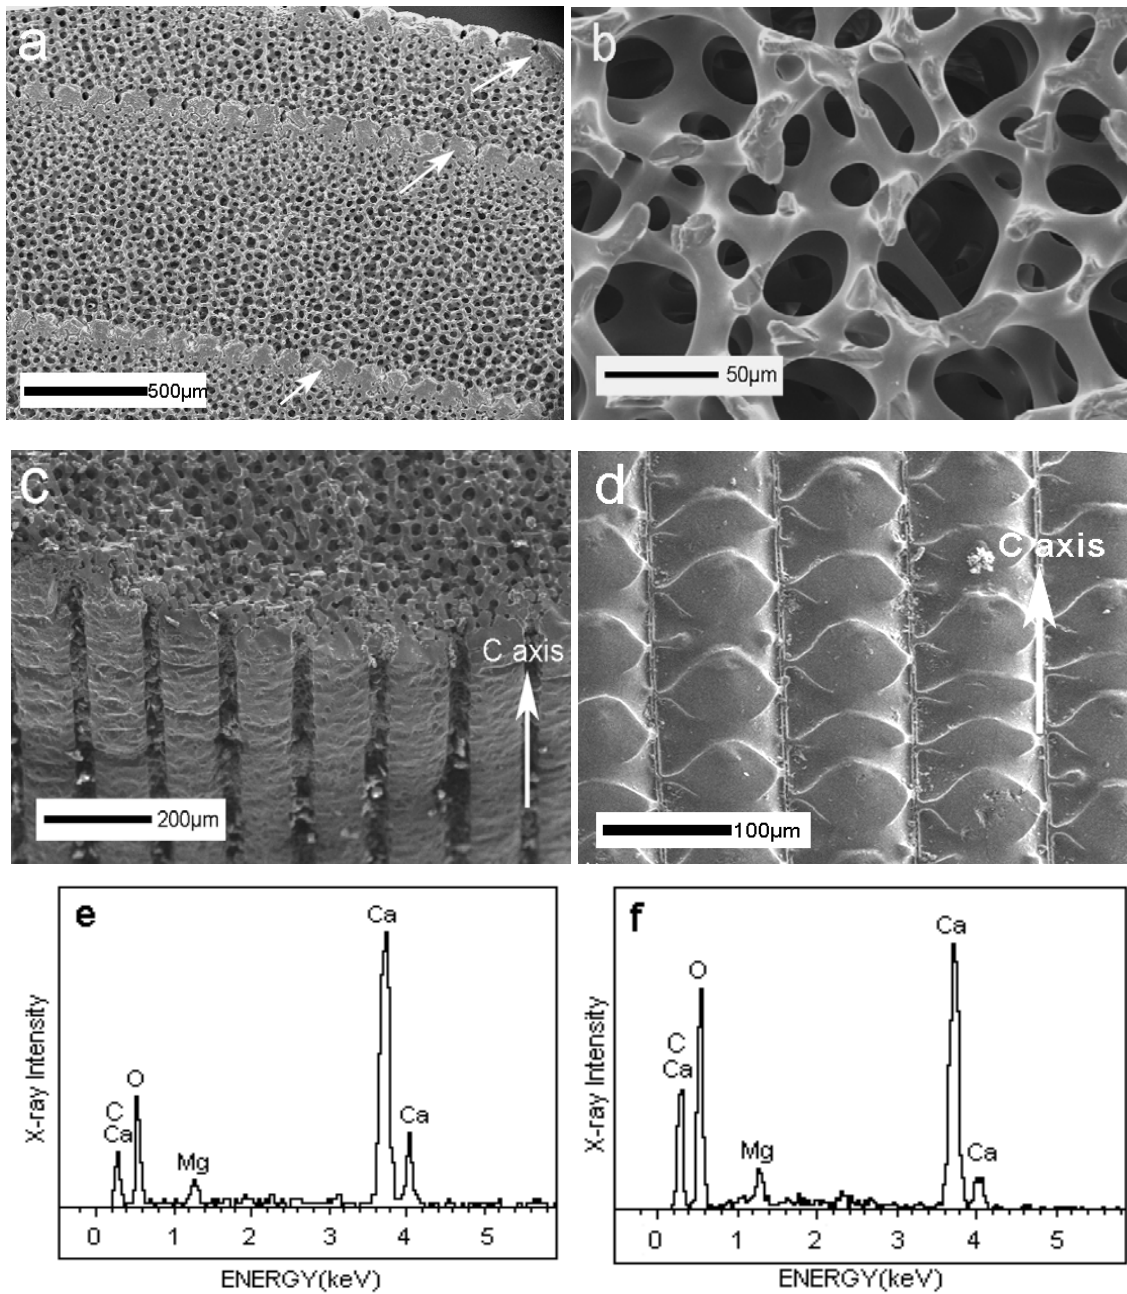 a
500μm
b
50μm
c
C axis
200μm
d
C axis
100μm
e
Ca
O
C
Ca
Ca
Mg
X-ray Intensity
0 1 2 3 4 5
ENERGY(keV)
f
Ca
O
C
Ca
Mg
Ca
X-ray Intensity
0 1 2 3 4 5
ENERGY(keV)